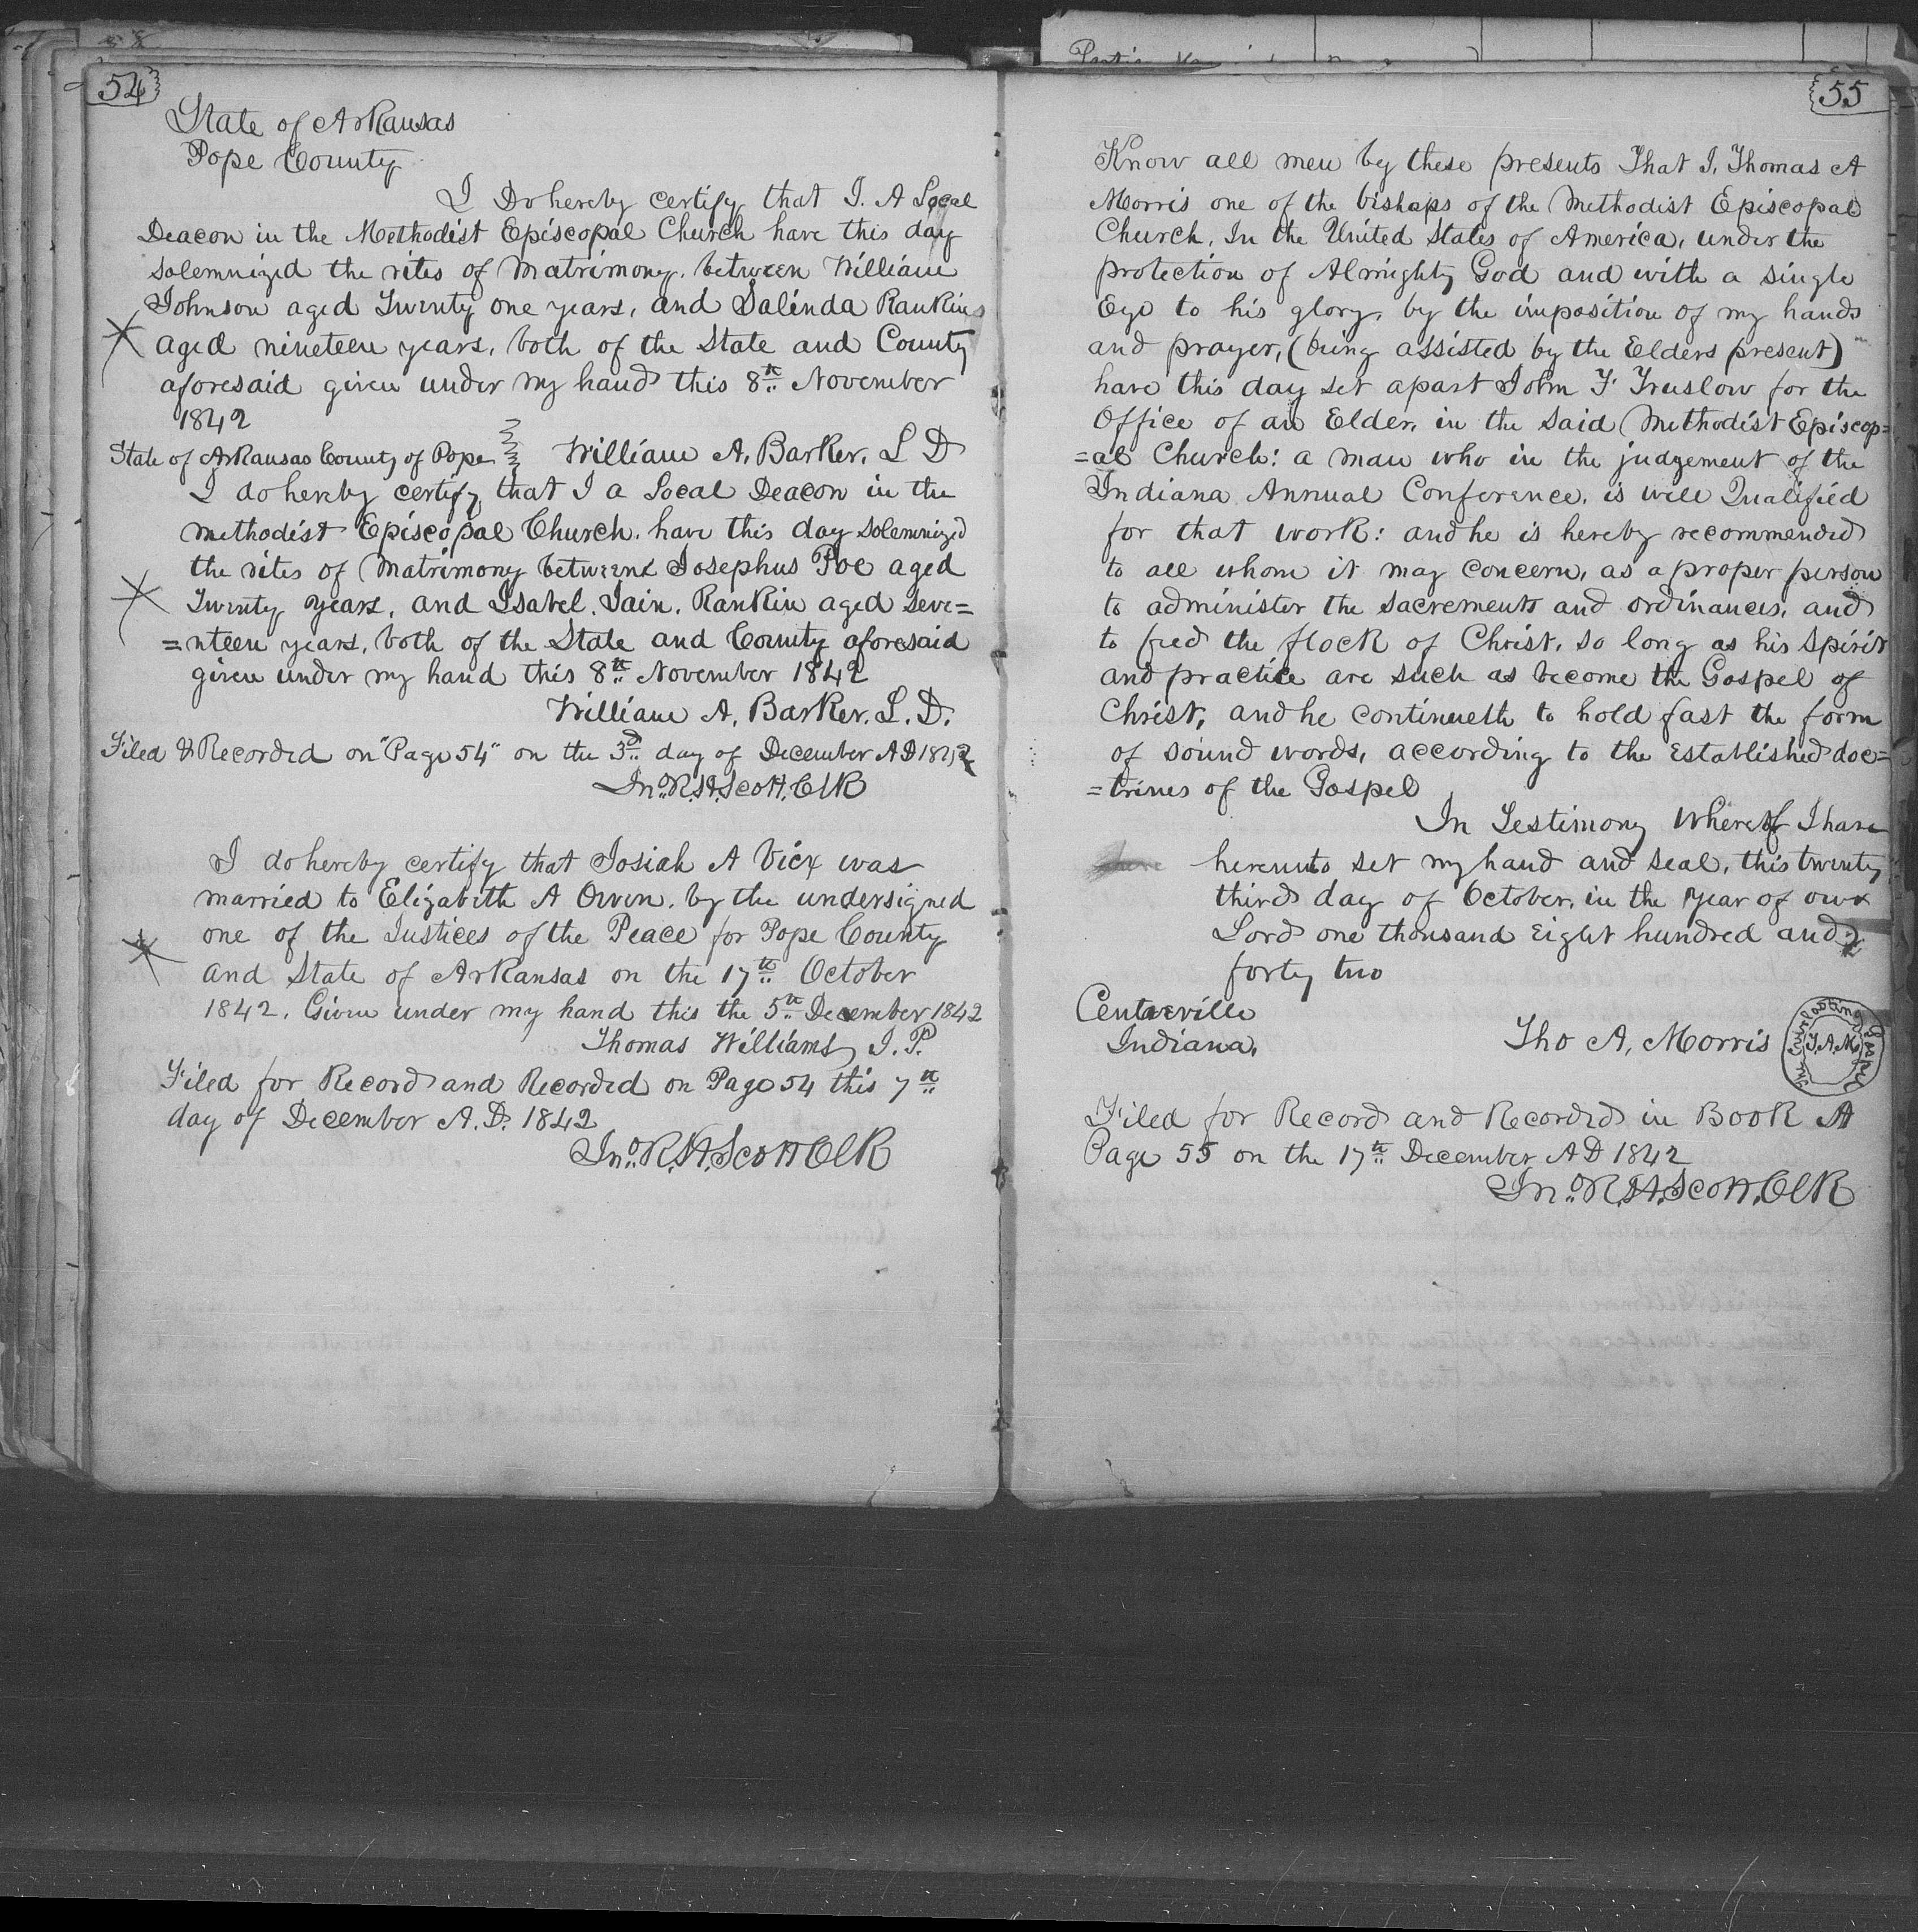 54
State of Arkansas
Pope County
I Do hereby certify that I. A Local
Deacon in the Methodist Episcopal Church have this day
Solemnized the rites of Matrimony. between William
Johnson aged Twenty one years, and Salinda Rankin
aged nineteen years, both of the State and County
aforesaid given under my hand this 8th November
1842
William A. Barker. L D
State of Arkansas County of Pope
I do hereby certify that I a Local Deacon in the
Methodist Episcopal Church. have this day solemnized
the rites of Matrimony between Josephus Poe aged
Twenty years, and Isabel. Jain. Rankin aged seve=
=nteen years, both of the State and County aforesaid
given under my hand this 8th November 1842
William A. Barker. L. D.
Filed & Recorded on "Page 54" on the 3d day of December AD 1842
Jno. R. H. Scott, Clk
I do hereby certify that Josiah A Vick was
married to Elizabeth A Owen. by the undersigned
one of the Justices of the Peace for Pope County
and State of Arkansas on the 17th October
1842. Given under my hand this the 5th December 1842
Thomas Williams, J. P.
Filed for Record and Recorded on Page 54 this 7th
day of December A.D. 1842
Jno. R. H. Scott Clk
55
Know all men by these presents That I, Thomas A
Morris one of the bishops of the Methodist Episcopal
Church, In the United States of America, under the
protection of Almighty God and with a single
Eye to his glory, by the imposition of my hands
and prayer, (being assisted by the Elders present)
have this day set apart John F Truslow for the
Office of an Elder, in the said Methodist Episcop=
=al Church: a man who in the judgement of the
Indiana Annual Conference, is well Qualified
for that work: and he is hereby recommended
to all whom it may concern, as a proper person
to administer the sacrements and ordinances, and
to feed the flock of Christ, so long as his Spirit
and practice are such as become the Gospel of
Christ, and he continueth to hold fast the form
of sound words, according to the Established doc=
=trines of the Gospel
In Testimony Whereof I have
hereunto set my hand and seal, this twenty
third day of October, in the year of our
Lord one thousand Eight hundred and
forty two
Centerville
Indiana.
Tho A, Morris
The Everlasting Gospel
T.A.M.
Filed for Record and Recorded in Book A
Page 55 on the 17th December AD 1842
Jno. R. H. Scott, Clk